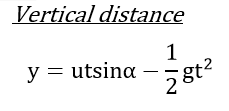 Vertical distance
y = utsinα − 1/2 gt²